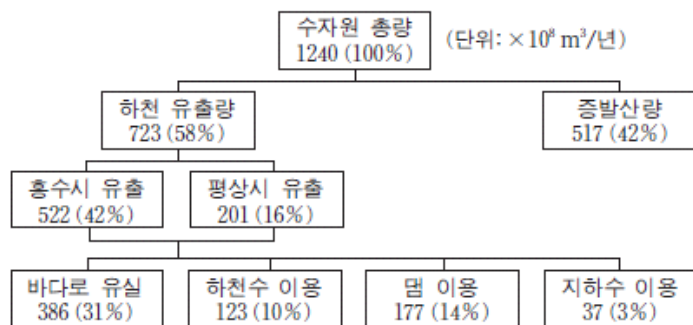 수자원 총량
1240 (100%)
(단위: ×10⁸ m³/년)
하천 유출량
723 (58%)
증발산량
517 (42%)
홍수시 유출
522 (42%)
평상시 유출
201 (16%)
바다로 유실
386 (31%)
하천수 이용
123 (10%)
댐 이용
177 (14%)
지하수 이용
37 (3%)